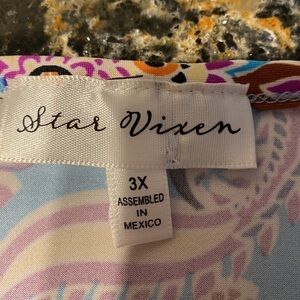 Star Vixen
3X
ASSEMBLED
IN
MEXICO